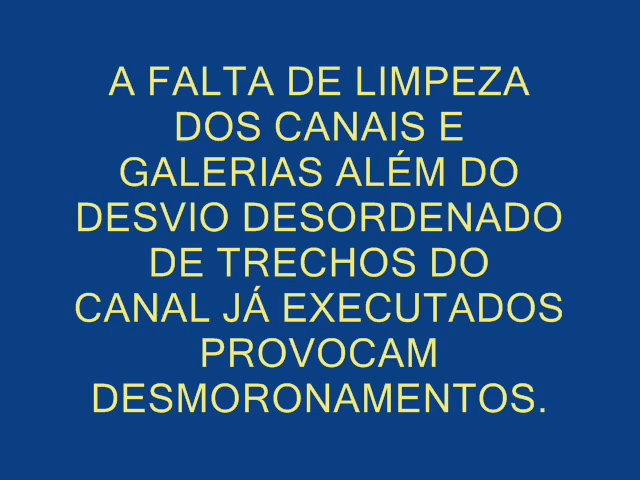 A FALTA DE LIMPEZA
DOS CANAIS E
GALERIAS ALÉM DO
DESVIO DESORDENADO
DE TRECHOS DO
CANAL JÁ EXECUTADOS
PROVOCAM
DESMORONAMENTOS.